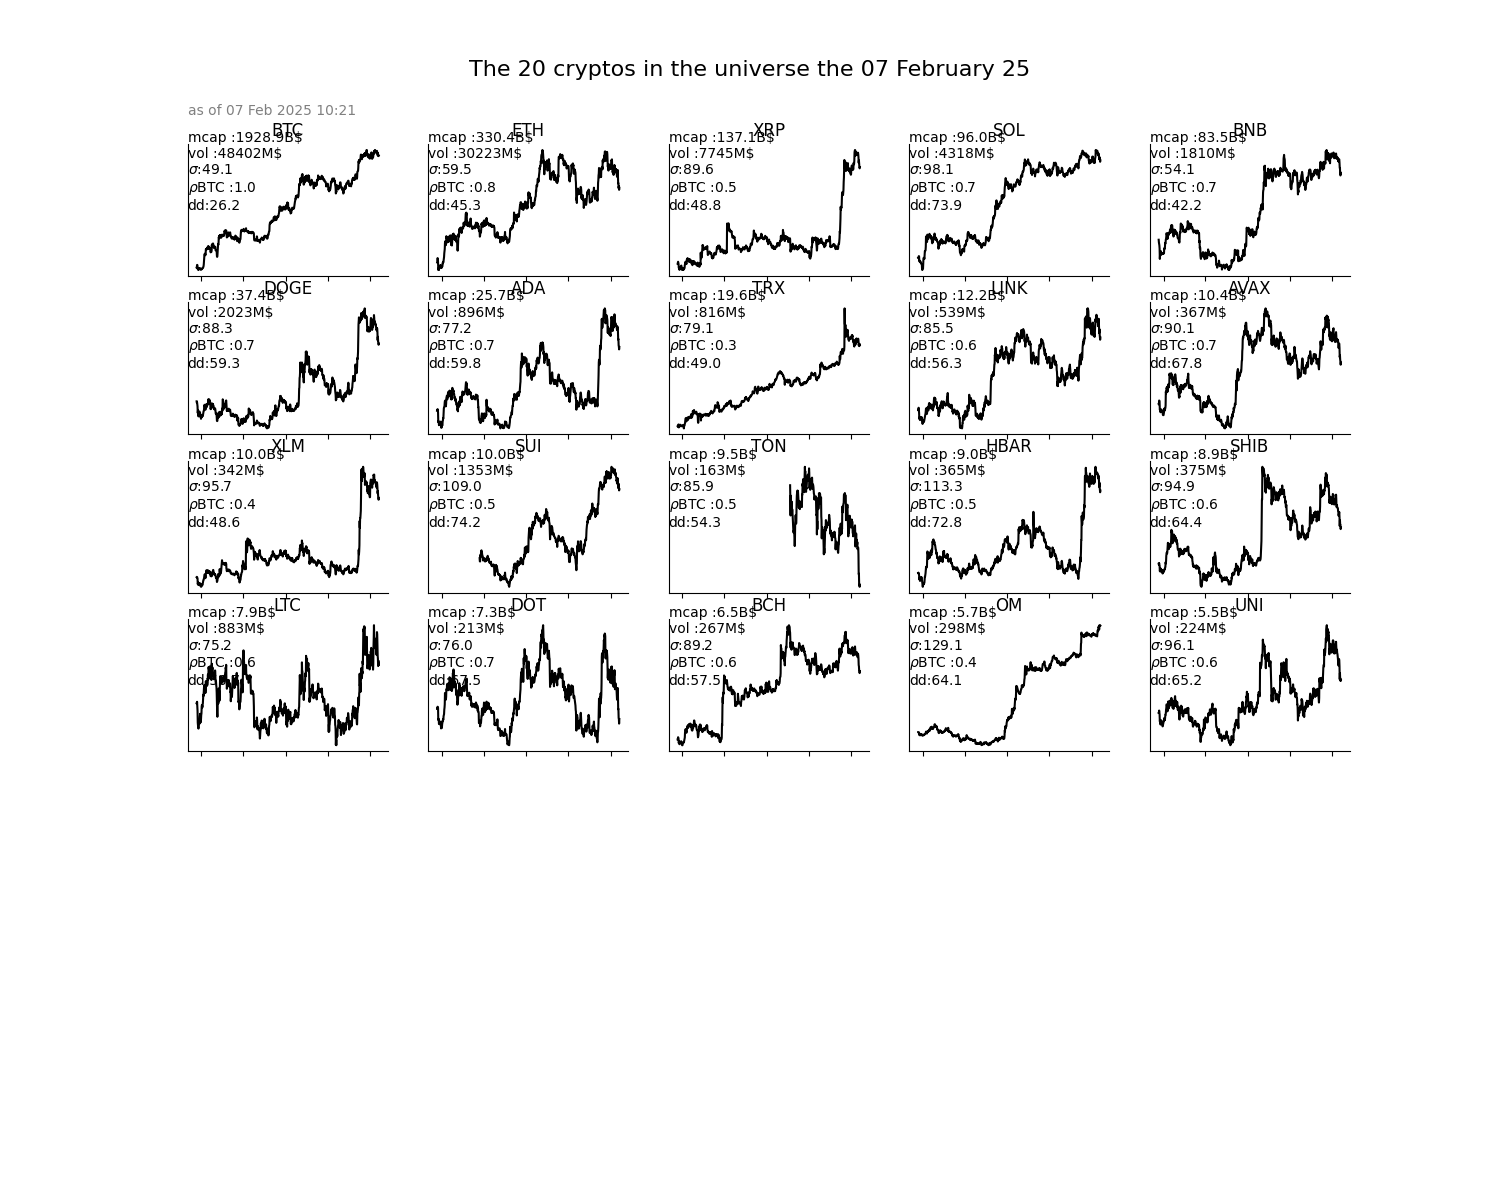 The 20 cryptos in the universe the 07 February 25
as of 07 Feb 2025 10:21
BTC
mcap :1928.9B$
vol :48402M$
σ:49.1
ρBTC :1.0
dd:26.2
ETH
mcap :330.4B$
vol :30223M$
σ:59.5
ρBTC :0.8
dd:45.3
XRP
mcap :137.1B$
vol :7745M$
σ:89.6
ρBTC :0.5
dd:48.8
SOL
mcap :96.0B$
vol :4318M$
σ:98.1
ρBTC :0.7
dd:73.9
BNB
mcap :83.5B$
vol :1810M$
σ:54.1
ρBTC :0.7
dd:42.2
DOGE
mcap :37.4B$
vol :2023M$
σ:88.3
ρBTC :0.7
dd:59.3
ADA
mcap :25.7B$
vol :896M$
σ:77.2
ρBTC :0.7
dd:59.8
TRX
mcap :19.6B$
vol :816M$
σ:79.1
ρBTC :0.3
dd:49.0
LINK
mcap :12.2B$
vol :539M$
σ:85.5
ρBTC :0.6
dd:56.3
AVAX
mcap :10.4B$
vol :367M$
σ:90.1
ρBTC :0.7
dd:67.8
XLM
mcap :10.0B$
vol :342M$
σ:95.7
ρBTC :0.4
dd:48.6
SUI
mcap :10.0B$
vol :1353M$
σ:109.0
ρBTC :0.5
dd:74.2
TON
mcap :9.5B$
vol :163M$
σ:85.9
ρBTC :0.5
dd:54.3
HBAR
mcap :9.0B$
vol :365M$
σ:113.3
ρBTC :0.5
dd:72.8
SHIB
mcap :8.9B$
vol :375M$
σ:94.9
ρBTC :0.6
dd:64.4
LTC
mcap :7.9B$
vol :883M$
σ:75.2
ρBTC :0.6
DOT
mcap :7.3B$
vol :213M$
σ:76.0
ρBTC :0.7
dd:67.5
BCH
mcap :6.5B$
vol :267M$
σ:89.2
ρBTC :0.6
dd:57.5
OM
mcap :5.7B$
vol :298M$
σ:129.1
ρBTC :0.4
dd:64.1
UNI
mcap :5.5B$
vol :224M$
σ:96.1
ρBTC :0.6
dd:65.2